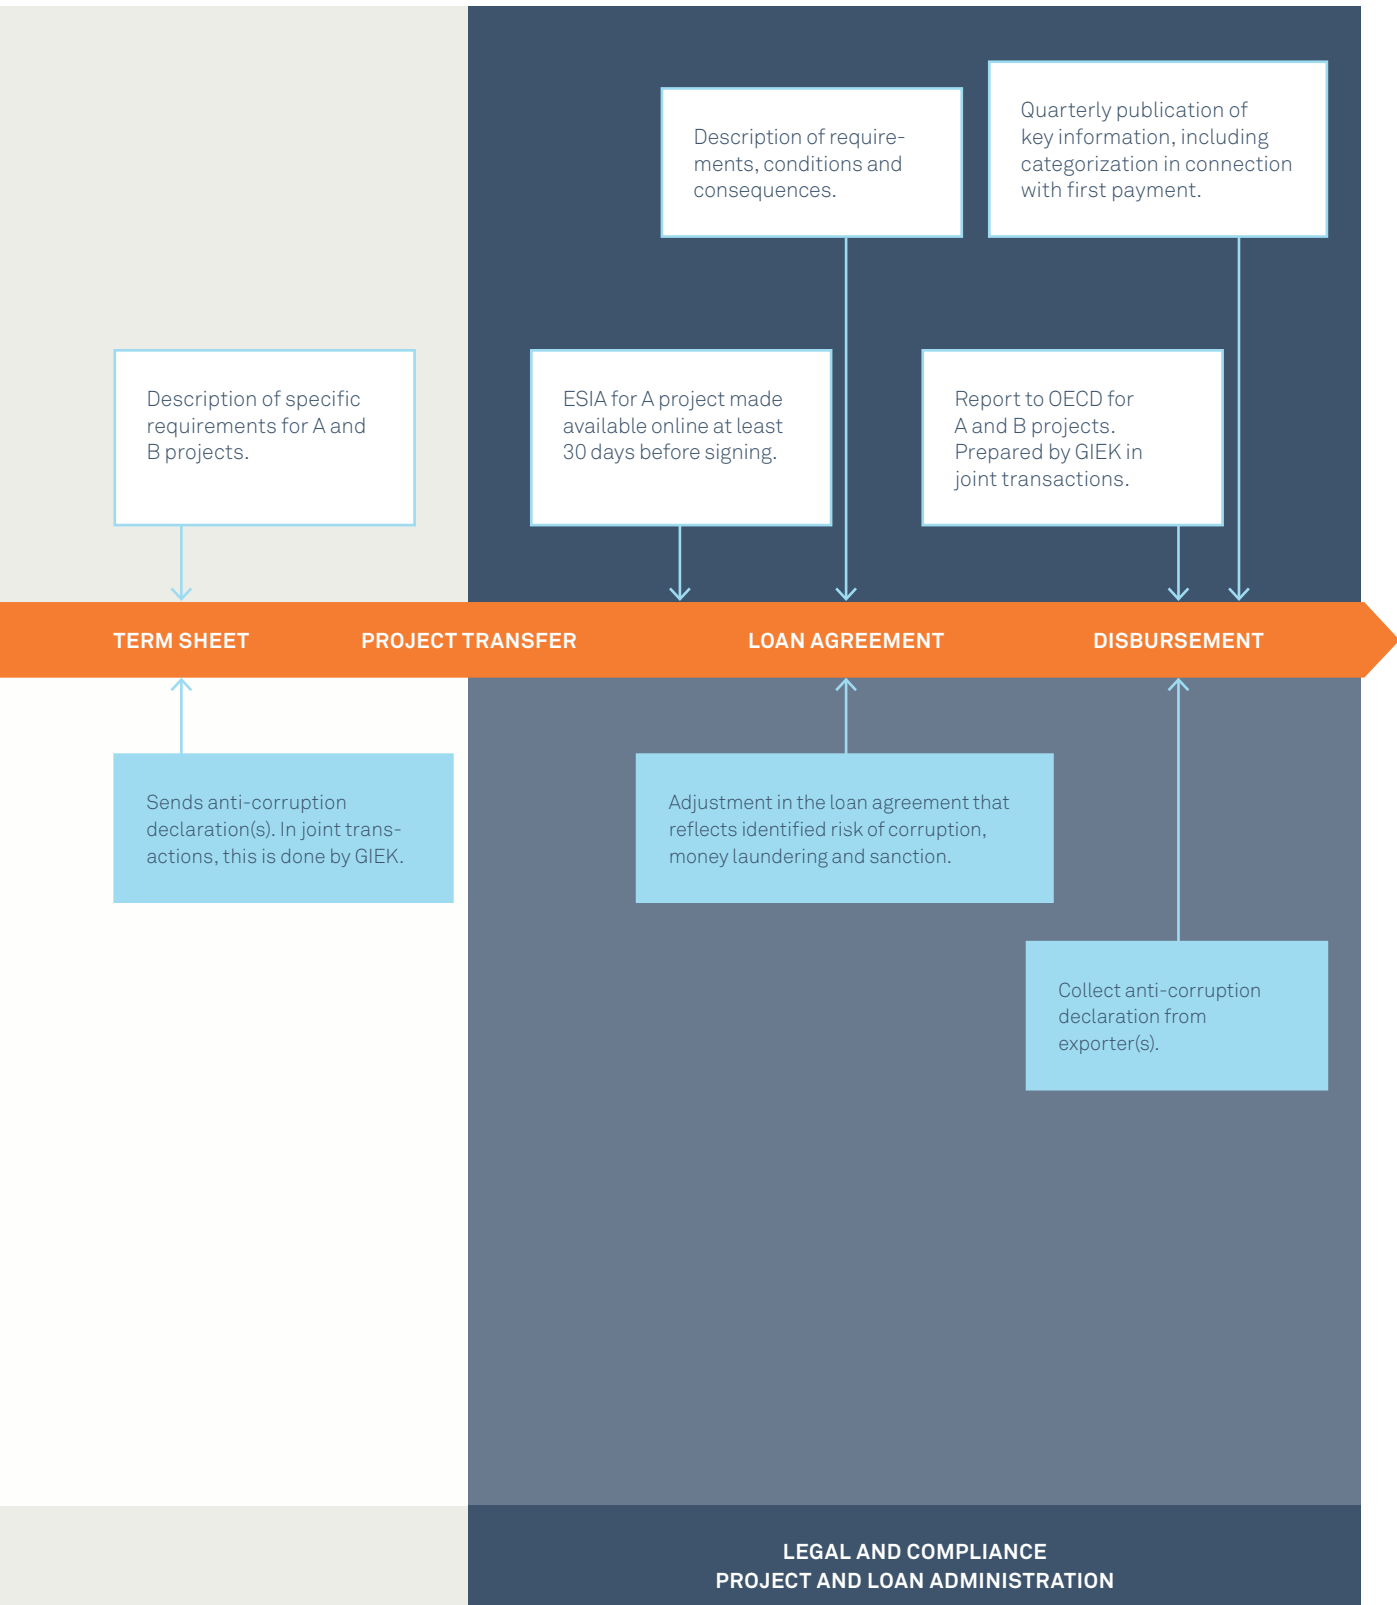 Quarterly publication of
key information, including
categorization in connection
with first payment.
Description of require-
ments, conditions and
consequences.
Description of specific
requirements for A and
B projects.
ESIA for A project made
available online at least
30 days before signing.
Report to OECD for
A and B projects.
Prepared by GIEK in
joint transactions.
TERM SHEET
PROJECT TRANSFER
LOAN AGREEMENT
DISBURSEMENT
Sends anti-corruption
declaration(s). In joint trans-
actions, this is done by GIEK.
Adjustment in the loan agreement that
reflects identified risk of corruption,
money laundering and sanction.
Collect anti-corruption
declaration from
exporter(s).
LEGAL AND COMPLIANCE
PROJECT AND LOAN ADMINISTRATION